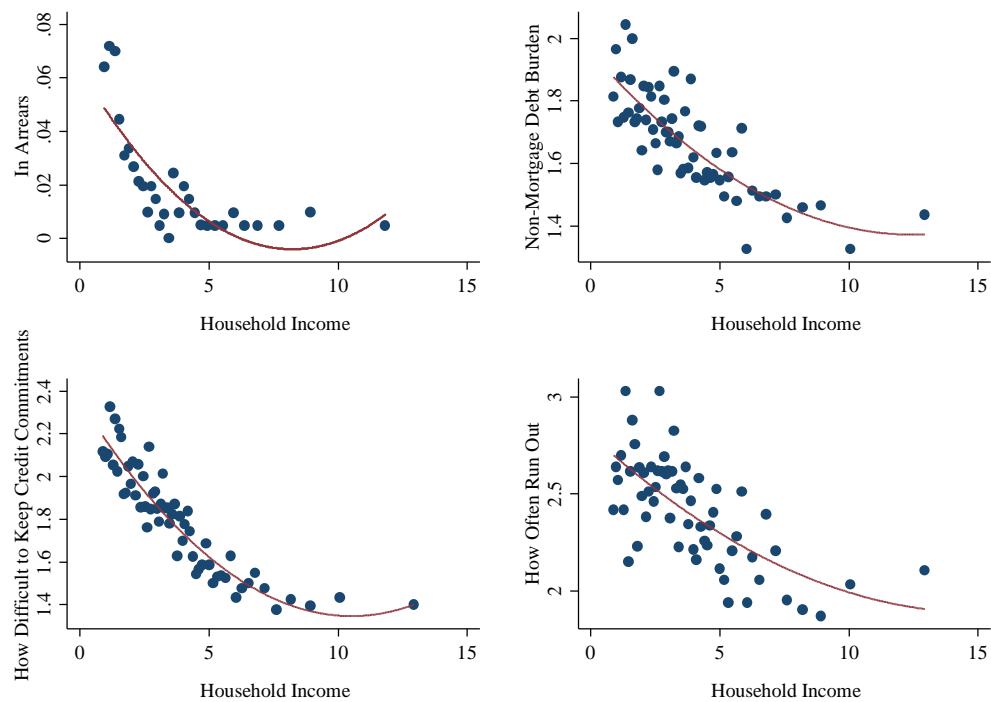 In Arrears
.08
.06
.04
.02
0
0 5 10 15
Household Income
Non-Mortgage Debt Burden
2
1.8
1.6
1.4
0 5 10 15
Household Income
How Difficult to Keep Credit Commitments
2.4
2.2
2
1.8
1.6
1.4
0 5 10 15
Household Income
How Often Run Out
3
2.5
2
0 5 10 15
Household Income